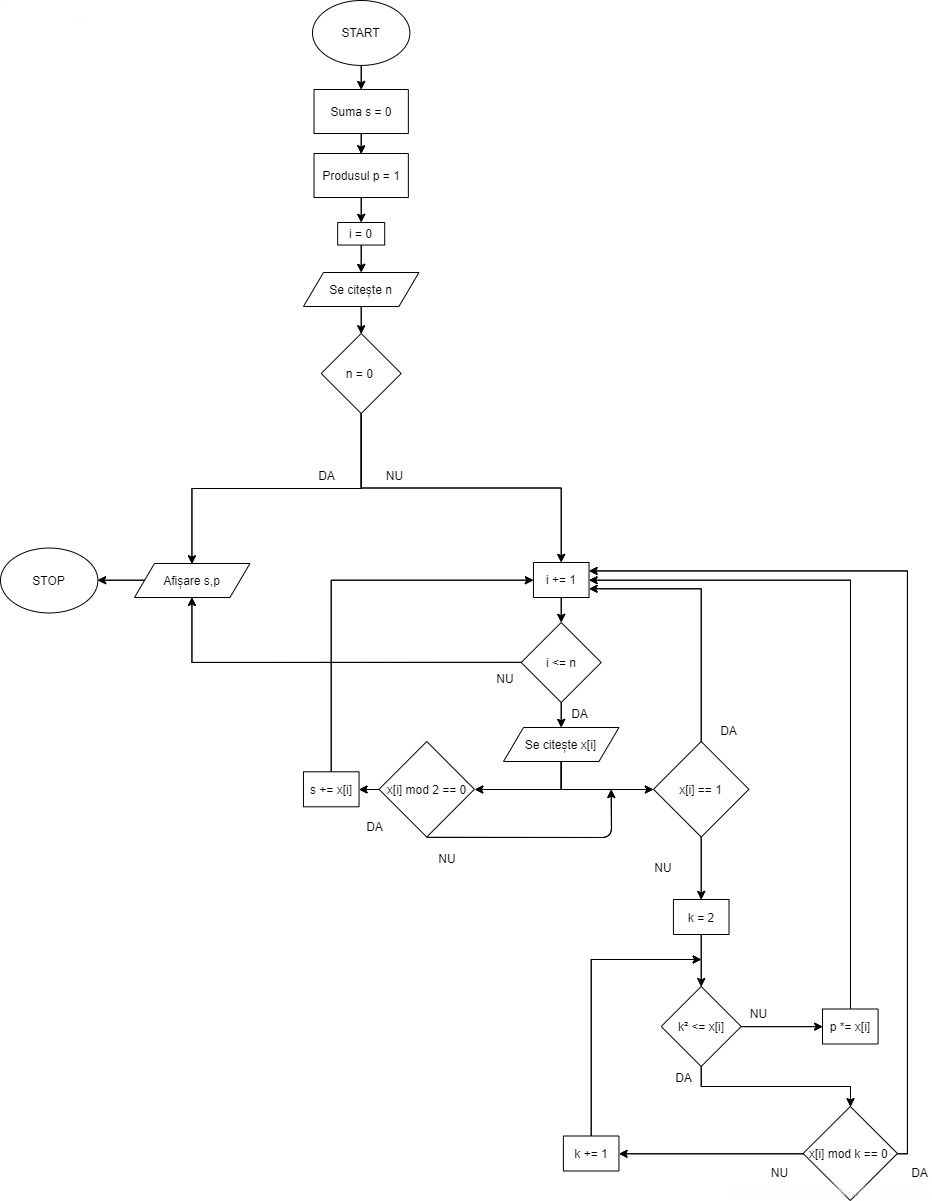 START
Suma s = 0
Produsul p = 1
i = 0
Se citește n
n = 0
DA
NU
STOP
Afișare s,p
i += 1
i <= n
NU
DA
Se citește x[i]
s += x[i]
x[i] mod 2 == 0
x[i] == 1
DA
DA
NU
NU
k = 2
k² <= x[i]
NU
p *= x[i]
DA
k += 1
x[i] mod k == 0
NU
DA